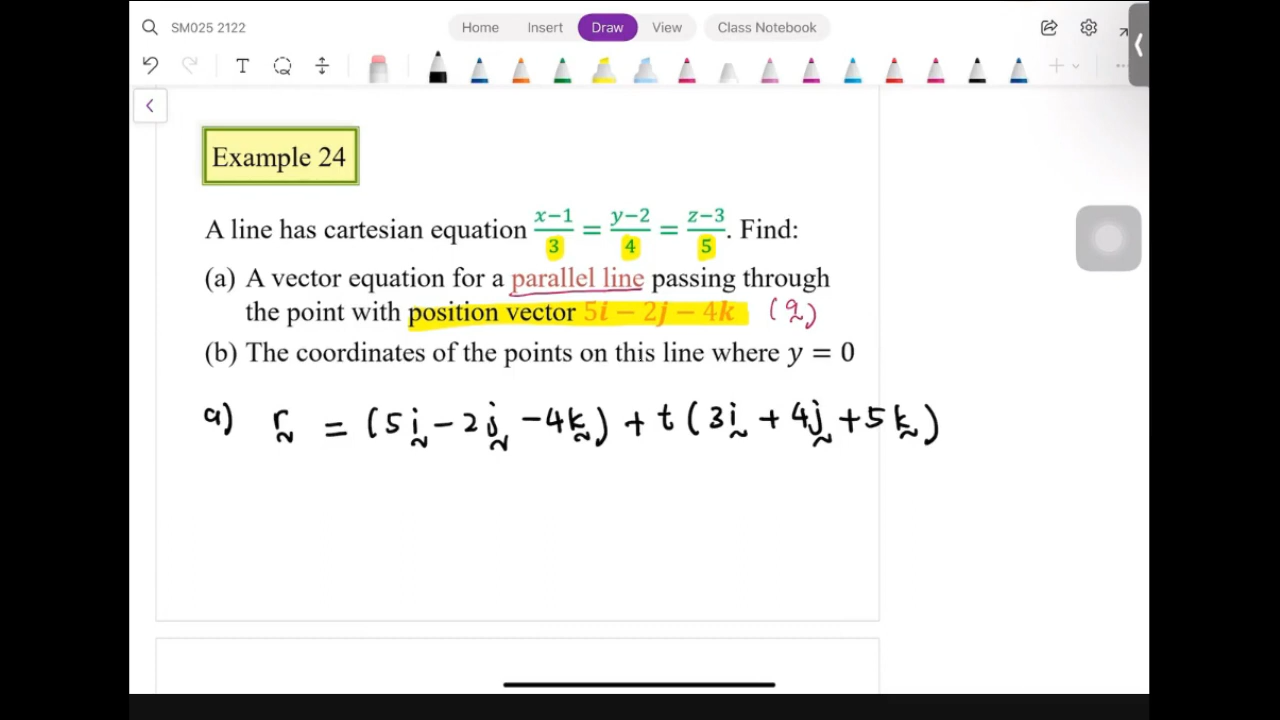 SM025 2122
Home Insert Draw View Class Notebook
T
Example 24
A line has cartesian equation x−1/3 = y−2/4 = z−3/5. Find:
(a) A vector equation for a parallel line passing through
the point with position vector 5i − 2j − 4k (a)
(b) The coordinates of the points on this line where y = 0
a) r = (5i − 2j − 4k) + t(3i + 4j + 5k)